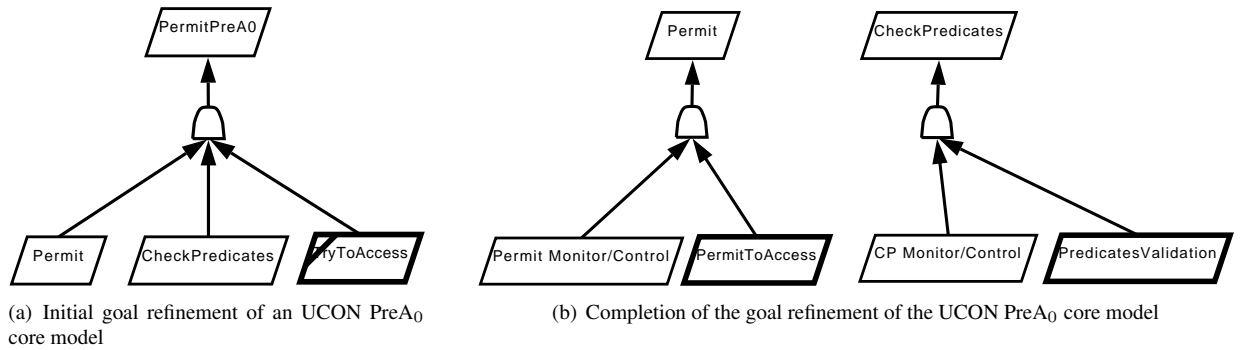 PermitPreA0
Permit
CheckPredicates
TryToAccess
(a) Initial goal refinement of an UCON PreA₀
core model
Permit
CheckPredicates
Permit Monitor/Control
PermitToAccess
CP Monitor/Control
PredicatesValidation
(b) Completion of the goal refinement of the UCON PreA₀ core model